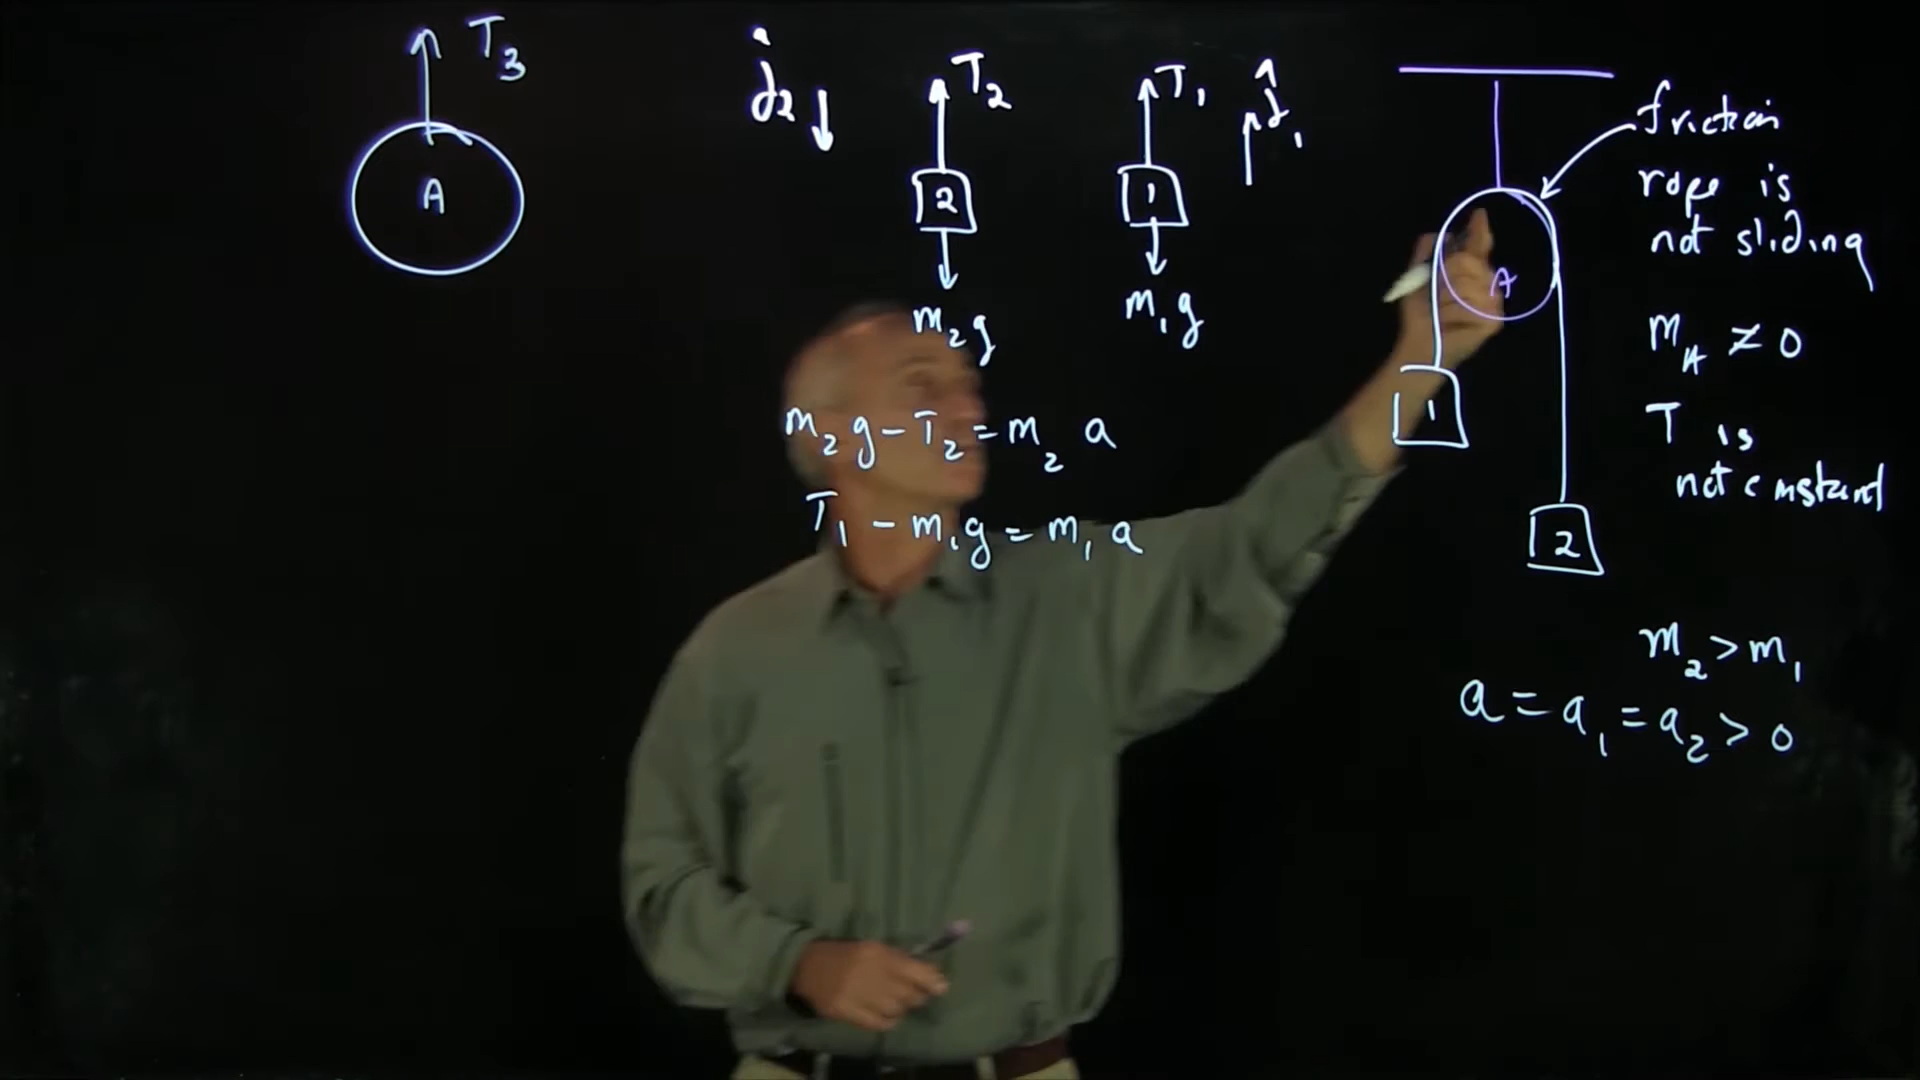 T₃
A
ĵ₂
T₂
2
m₂g
T₁
1
m₁g
ĵ₁
m₂g - T₂ = m₂ a
T₁ - m₁g = m₁ a
A
1
2
friction
rope is
not sliding
m_A ≠ 0
T is
not constant
m₂ > m₁
a = a₁ = a₂ > 0